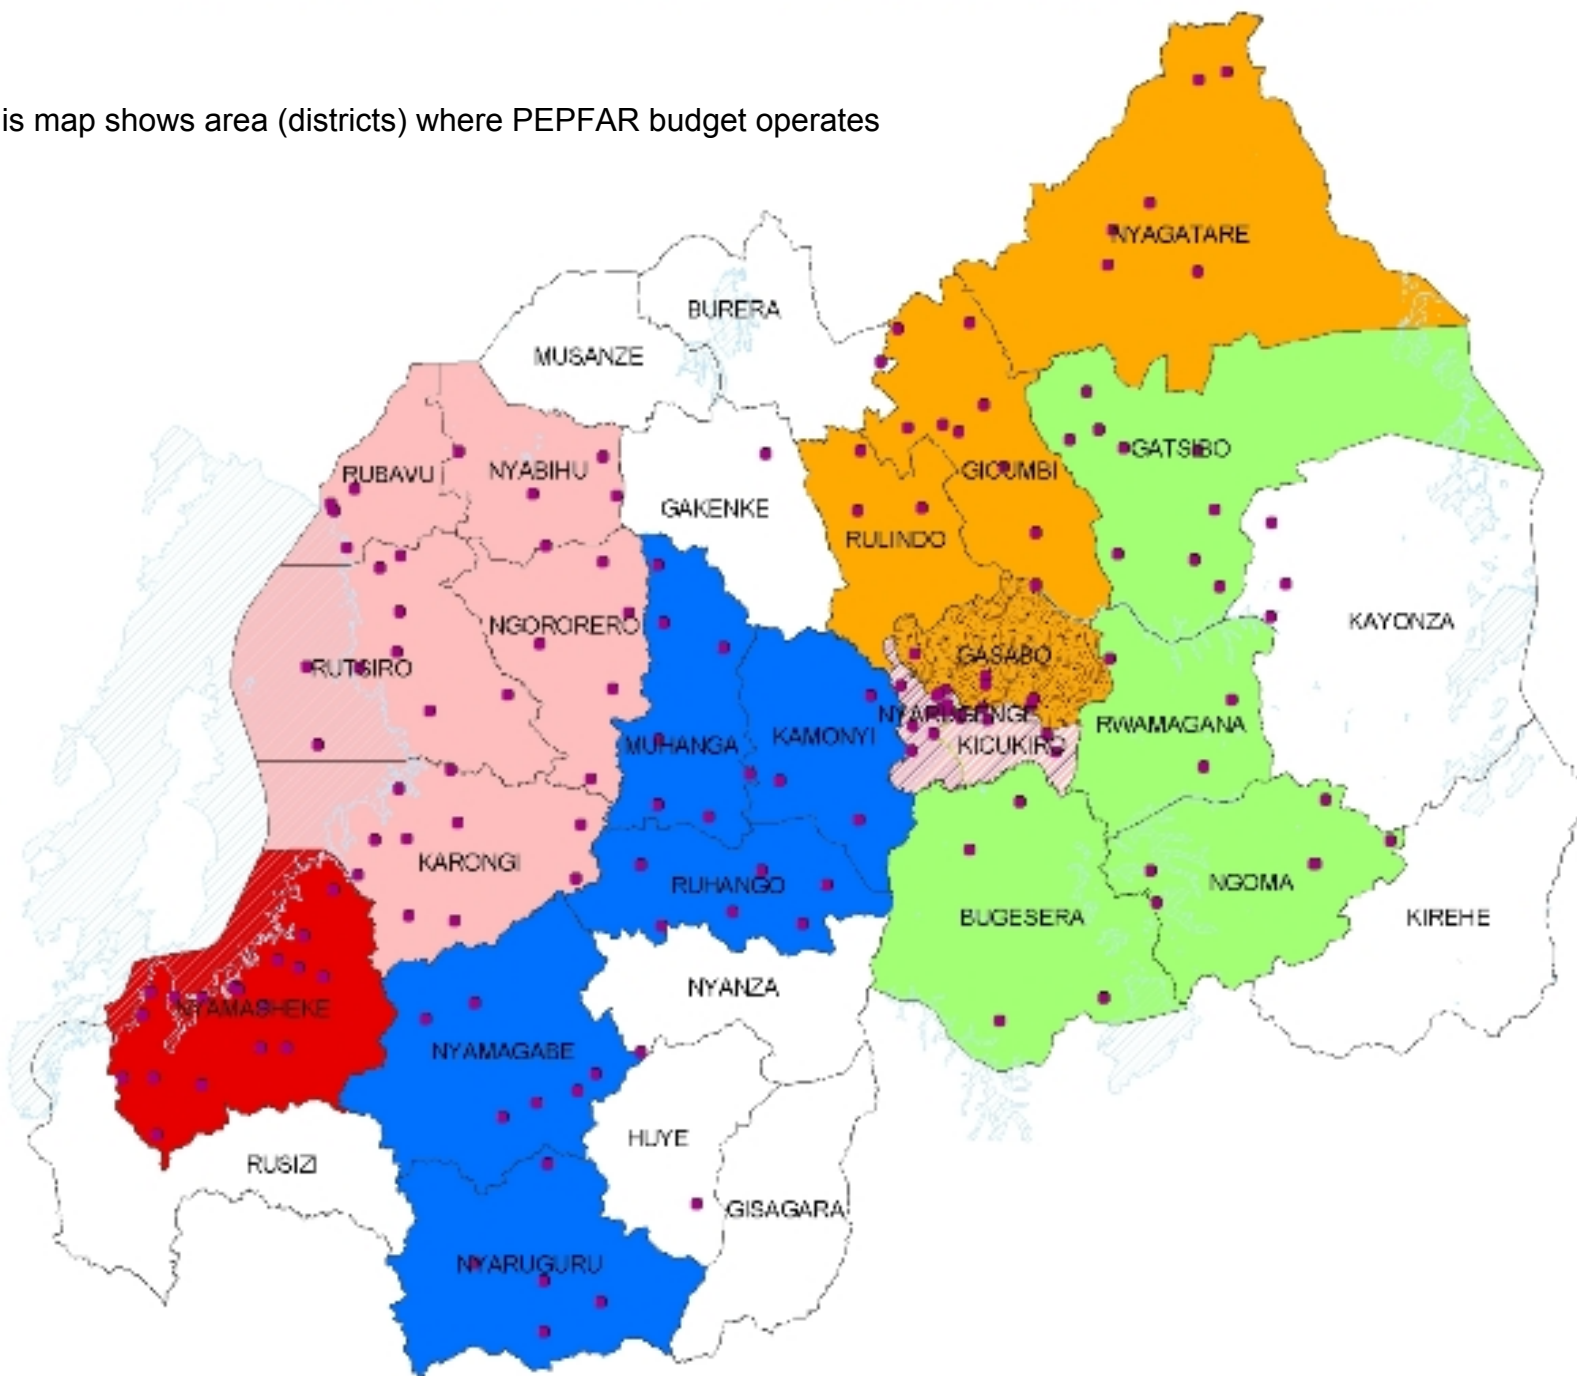 is map shows area (districts) where PEPFAR budget operates
NYAGATARE
BURERA
MUSANZE
RUBAVU
NYABIHU
GAKENKE
GICUMBI
GATSIBO
RULINDO
NGORORERO
KAYONZA
GASABO
RUTSIRO
NYARUGENGE
RWAMAGANA
MUHANGA
KAMONYI
KICUKIRO
KARONGI
RUHANGO
NGOMA
BUGESERA
KIREHE
NYANZA
NYAMASHEKE
NYAMAGABE
HUYE
RUSIZI
GISAGARA
NYARUGURU